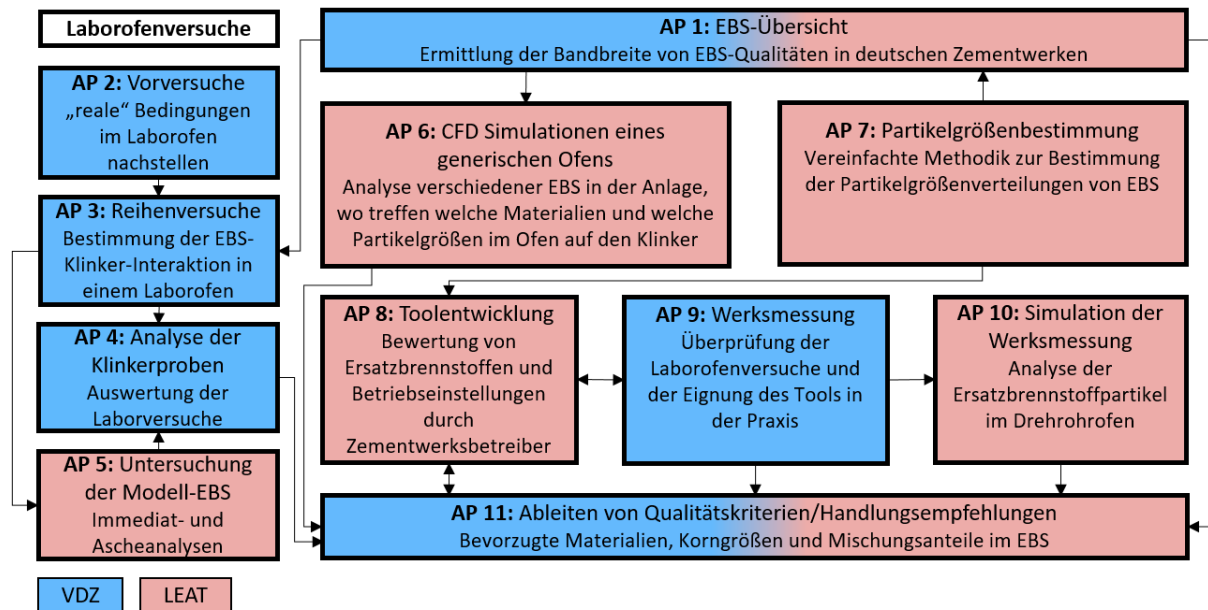 Laborofenversuche
AP 1: EBS-Übersicht
Ermittlung der Bandbreite von EBS-Qualitäten in deutschen Zementwerken
AP 2: Vorversuche
„reale“ Bedingungen
im Laborofen
nachstellen
AP 3: Reihenversuche
Bestimmung der EBS-
Klinker-Interaktion in
einem Laborofen
AP 4: Analyse der
Klinkerproben
Auswertung der
Laborversuche
AP 5: Untersuchung
der Modell-EBS
Immediat- und
Ascheanalysen
AP 6: CFD Simulationen eines
generischen Ofens
Analyse verschiedener EBS in der Anlage,
wo treffen welche Materialien und welche
Partikelgrößen im Ofen auf den Klinker
AP 7: Partikelgrößenbestimmung
Vereinfachte Methodik zur Bestimmung
der Partikelgrößenverteilungen von EBS
AP 8: Toolentwicklung
Bewertung von
Ersatzbrennstoffen und
Betriebseinstellungen
durch
Zementwerksbetreiber
AP 9: Werksmessung
Überprüfung der
Laborofenversuche und
der Eignung des Tools in
der Praxis
AP 10: Simulation der
Werksmessung
Analyse der
Ersatzbrennstoffpartikel
im Drehrohrofen
AP 11: Ableiten von Qualitätskriterien/Handlungsempfehlungen
Bevorzugte Materialien, Korngrößen und Mischungsanteile im EBS
VDZ
LEAT